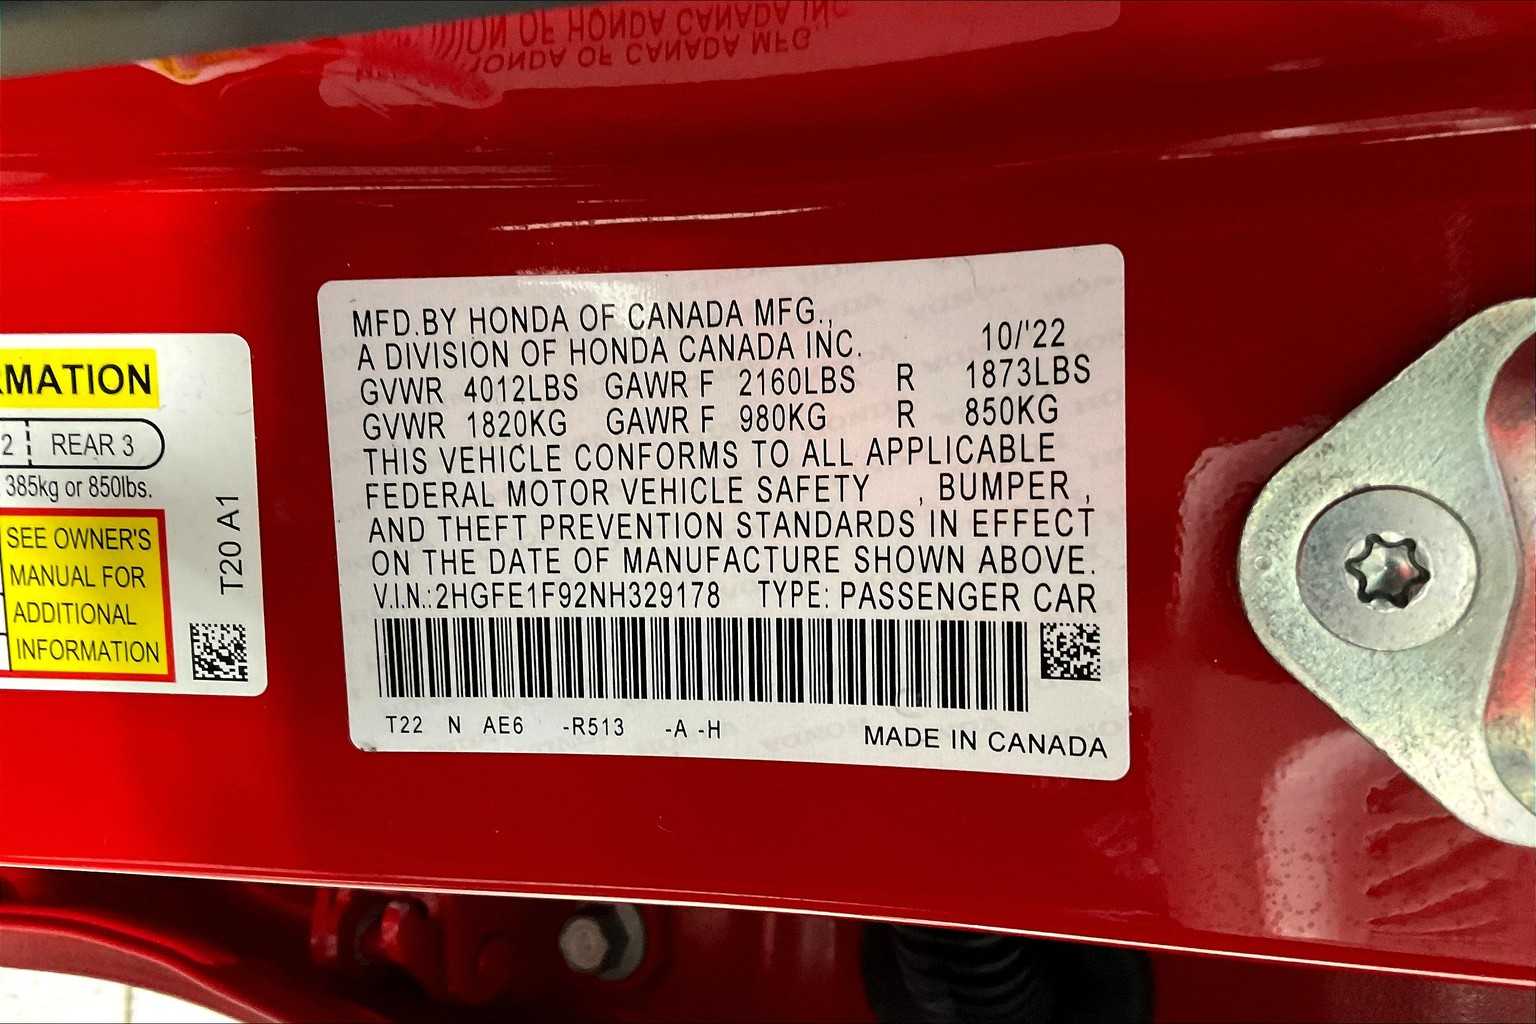 RMATION
2 REAR 3
385kg or 850lbs.
SEE OWNER'S
MANUAL FOR
ADDITIONAL
INFORMATION
T20 A1
MFD.BY HONDA OF CANADA MFG.,
A DIVISION OF HONDA CANADA INC. 10/'22
GVWR 4012LBS GAWR F 2160LBS R 1873LBS
GVWR 1820KG GAWR F 980KG R 850KG
THIS VEHICLE CONFORMS TO ALL APPLICABLE
FEDERAL MOTOR VEHICLE SAFETY , BUMPER ,
AND THEFT PREVENTION STANDARDS IN EFFECT
ON THE DATE OF MANUFACTURE SHOWN ABOVE.
V.I.N.:2HGFE1F92NH329178 TYPE: PASSENGER CAR
T22 N AE6 -R513 -A -H
MADE IN CANADA